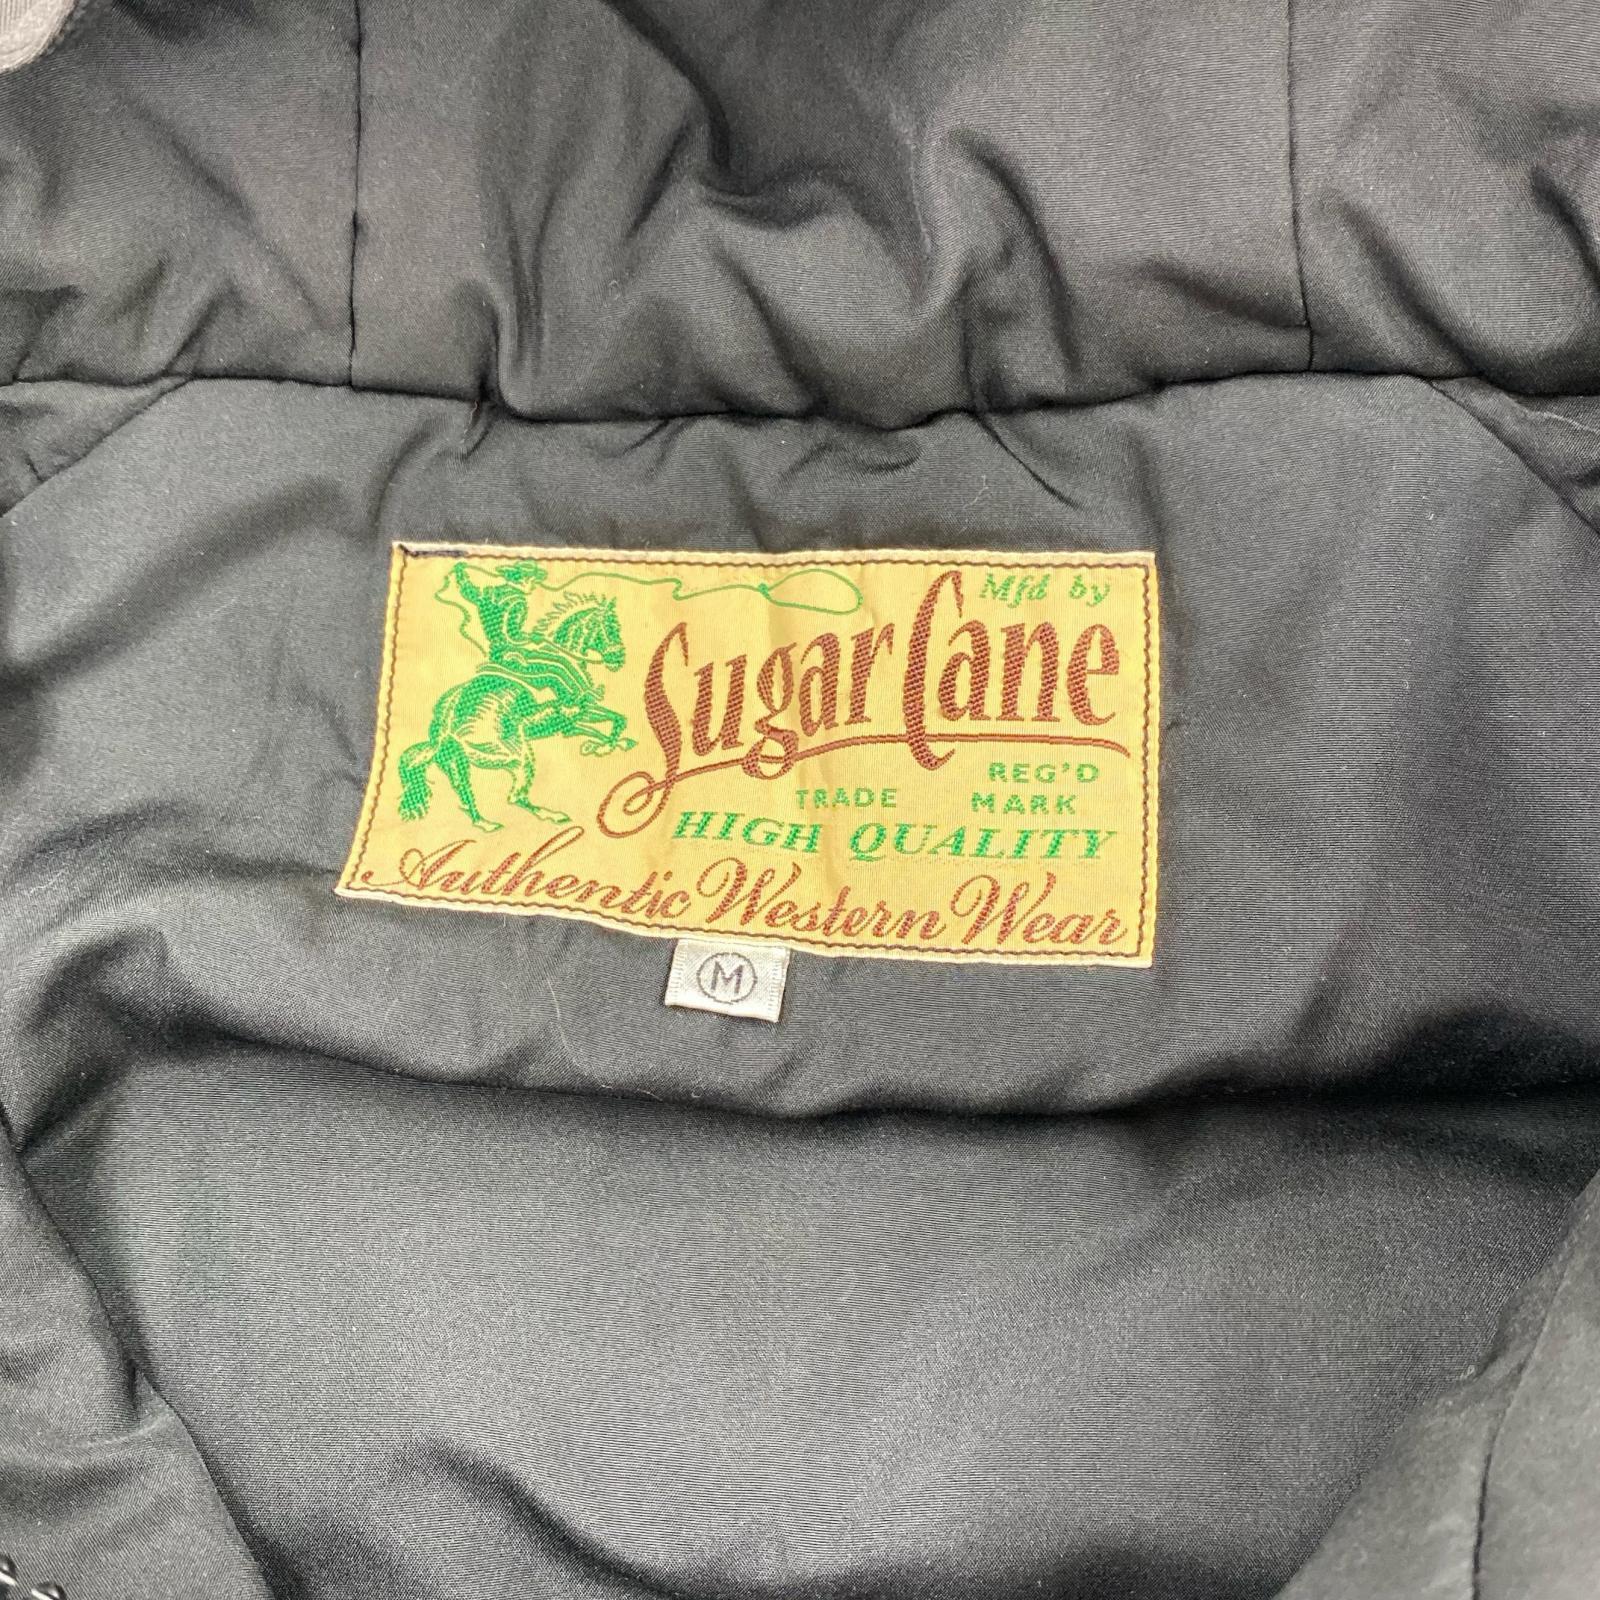 Mfd by
Sugar Cane
TRADE MARK REG'D
HIGH QUALITY
Authentic Western Wear
M